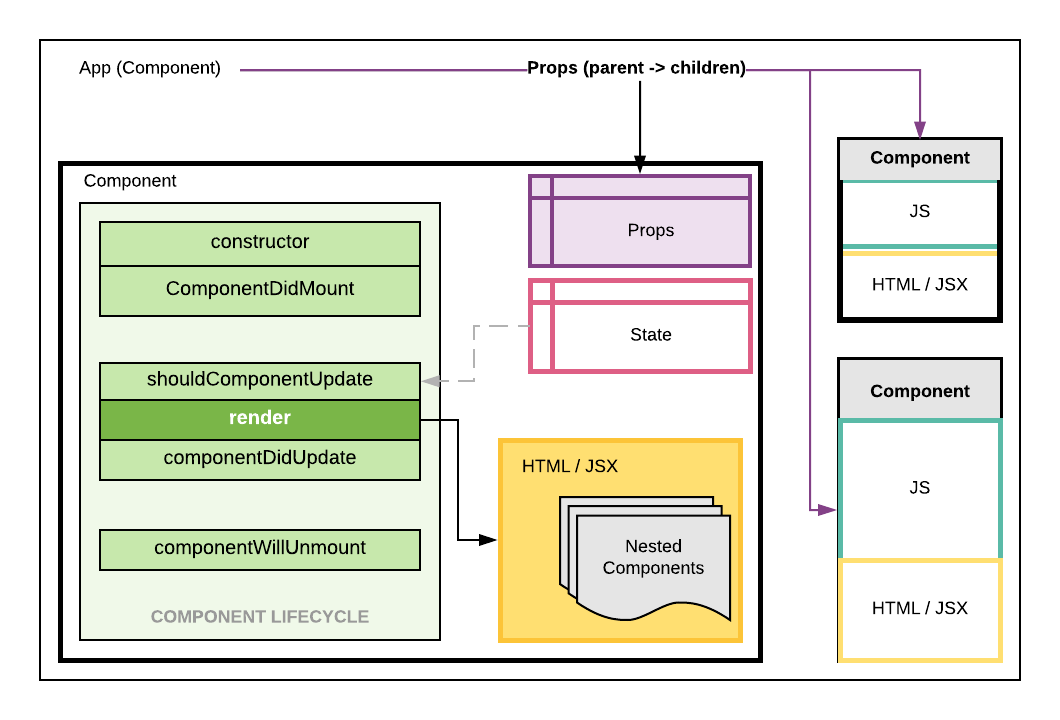 App (Component)
Props (parent -> children)
Component
constructor
ComponentDidMount
shouldComponentUpdate
render
componentDidUpdate
componentWillUnmount
COMPONENT LIFECYCLE
Props
State
HTML / JSX
Nested
Components
Component
JS
HTML / JSX
Component
JS
HTML / JSX